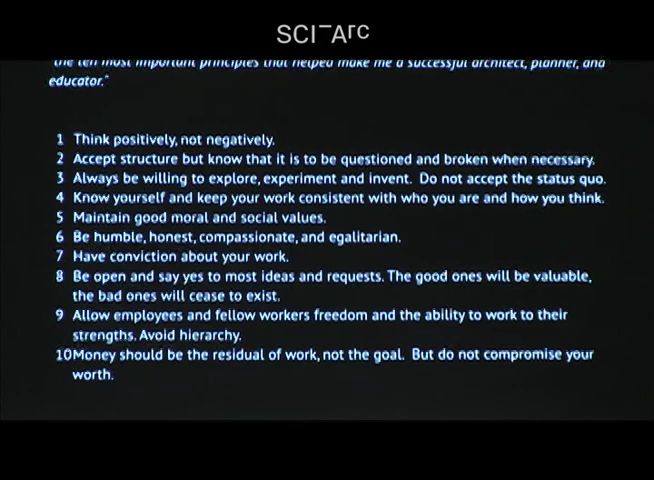 SCI-Arc
the ten most important principles that helped make me a successful architect, planner, and
educator."
1 Think positively, not negatively.
2 Accept structure but know that it is to be questioned and broken when necessary.
3 Always be willing to explore, experiment and invent. Do not accept the status quo.
4 Know yourself and keep your work consistent with who you are and how you think.
5 Maintain good moral and social values.
6 Be humble, honest, compassionate, and egalitarian.
7 Have conviction about your work.
8 Be open and say yes to most ideas and requests. The good ones will be valuable,
the bad ones will cease to exist.
9 Allow employees and fellow workers freedom and the ability to work to their
strengths. Avoid hierarchy.
10Money should be the residual of work, not the goal. But do not compromise your
worth.